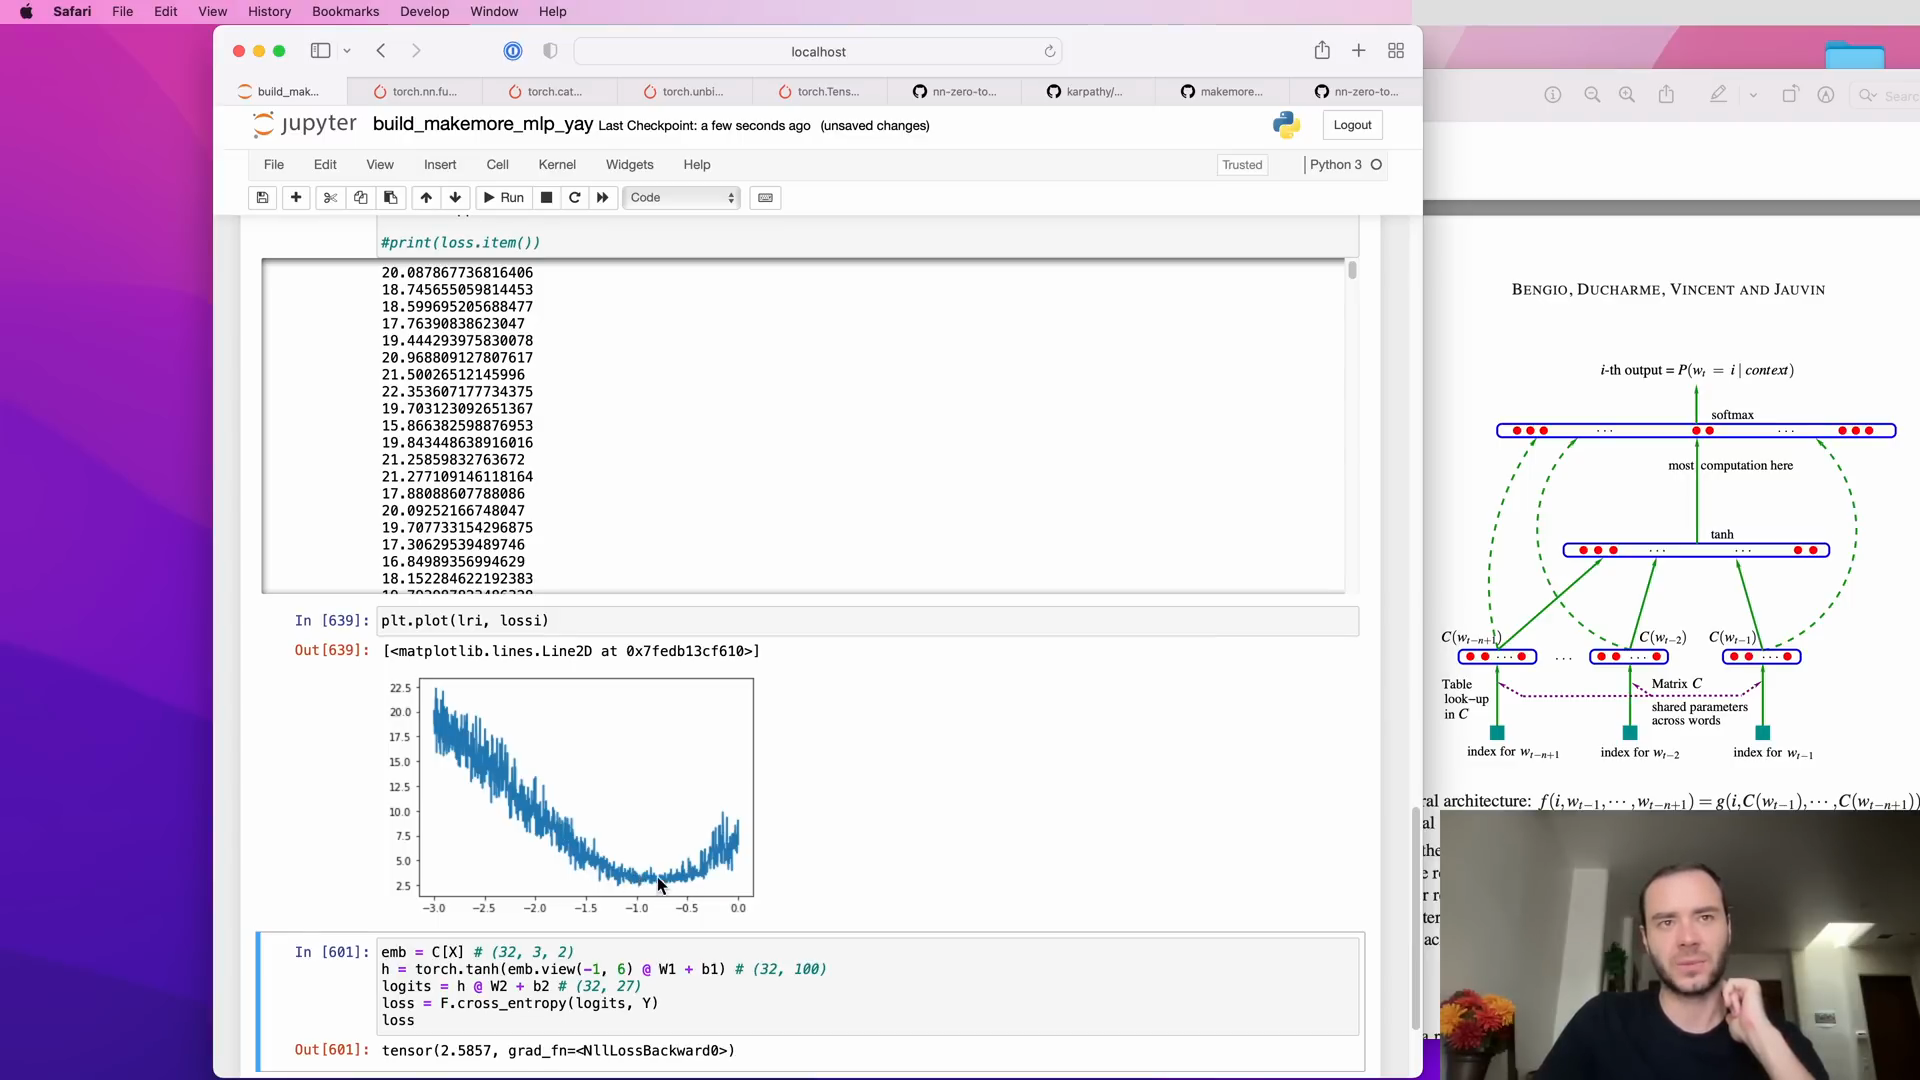 Safari File Edit View History Bookmarks Develop Window Help
localhost
build_mak... torch.nn.fu... torch.cat... torch.unbi... torch.Tens... nn-zero-to... karpathy/... makemore... nn-zero-to...
jupyter build_makemore_mlp_yay Last Checkpoint: a few seconds ago (unsaved changes) Logout
File Edit View Insert Cell Kernel Widgets Help Trusted Python 3
Run Code
#print(loss.item())
20.087867736816406
18.745655059814453
18.599695205688477
17.76390838623047
19.444293975830078
20.968809127807617
21.50026512145996
22.353607177734375
19.703123092651367
15.866382598876953
19.843448638916016
21.25859832763672
21.277109146118164
17.88088607788086
20.09252166748047
19.707733154296875
17.30629539489746
16.84989356994629
18.152284622192383
In [639]: plt.plot(lri, lossi)
Out[639]: [<matplotlib.lines.Line2D at 0x7fedb13cf610>]
22.5
20.0
17.5
15.0
12.5
10.0
7.5
5.0
2.5
−3.0 −2.5 −2.0 −1.5 −1.0 −0.5 0.0
In [601]: emb = C[X] # (32, 3, 2)
h = torch.tanh(emb.view(-1, 6) @ W1 + b1) # (32, 100)
logits = h @ W2 + b2 # (32, 27)
loss = F.cross_entropy(logits, Y)
loss
Out[601]: tensor(2.5857, grad_fn=<NllLossBackward0>)
Search
BENGIO, DUCHARME, VINCENT AND JAUVIN
i-th output = P(w_t = i | context)
softmax
... ...
most computation here
tanh
... ...
C(w_{t−n+1}) C(w_{t−2}) C(w_{t−1})
... ... ... ...
Table look−up in C
Matrix C
shared parameters across words
index for w_{t−n+1} index for w_{t−2} index for w_{t−1}
ral architecture: f(i, w_{t−1}, ⋯, w_{t−n+1}) = g(i, C(w_{t−1}), ⋯, C(w_{t−n+1}))
al
the